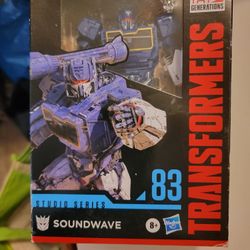 GENERATIONS
TRANSFORMERS
83
STUDIO SERIES
SOUNDWAVE
8+
Hasbro